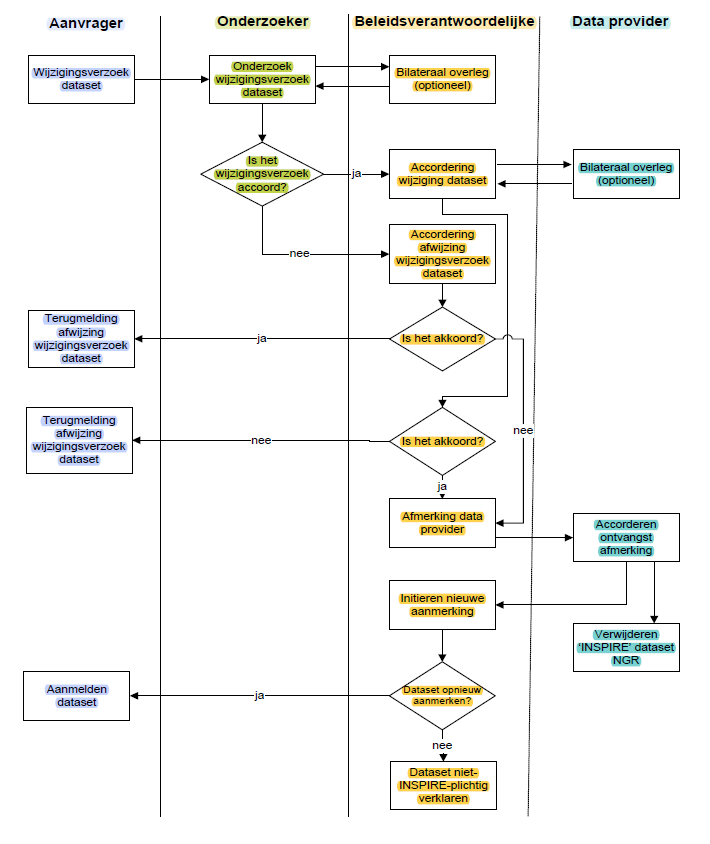 Aanvrager
Onderzoeker
Beleidsverantwoordelijke
Data provider
Wijzigingsverzoek
dataset
Onderzoek
wijzigingsverzoek
dataset
Bilateraal overleg
(optioneel)
Is het
wijzigingsverzoek
accoord?
ja
Accordering
wijziging dataset
Bilateraal overleg
(optioneel)
nee
Accordering
afwijzing
wijzigingsverzoek
dataset
Terugmelding
afwijzing
wijzigingsverzoek
dataset
ja
Is het akkoord?
Terugmelding
afwijzing
wijzigingsverzoek
dataset
nee
Is het akkoord?
nee
ja
Afmerking data
provider
Accorderen
ontvangst
afmerking
Initieren nieuwe
aanmerking
Verwijderen
'INSPIRE' dataset
NGR
Aanmelden
dataset
ja
Dataset opnieuw
aanmerken?
nee
Dataset niet-
INSPIRE-plichtig
verklaren